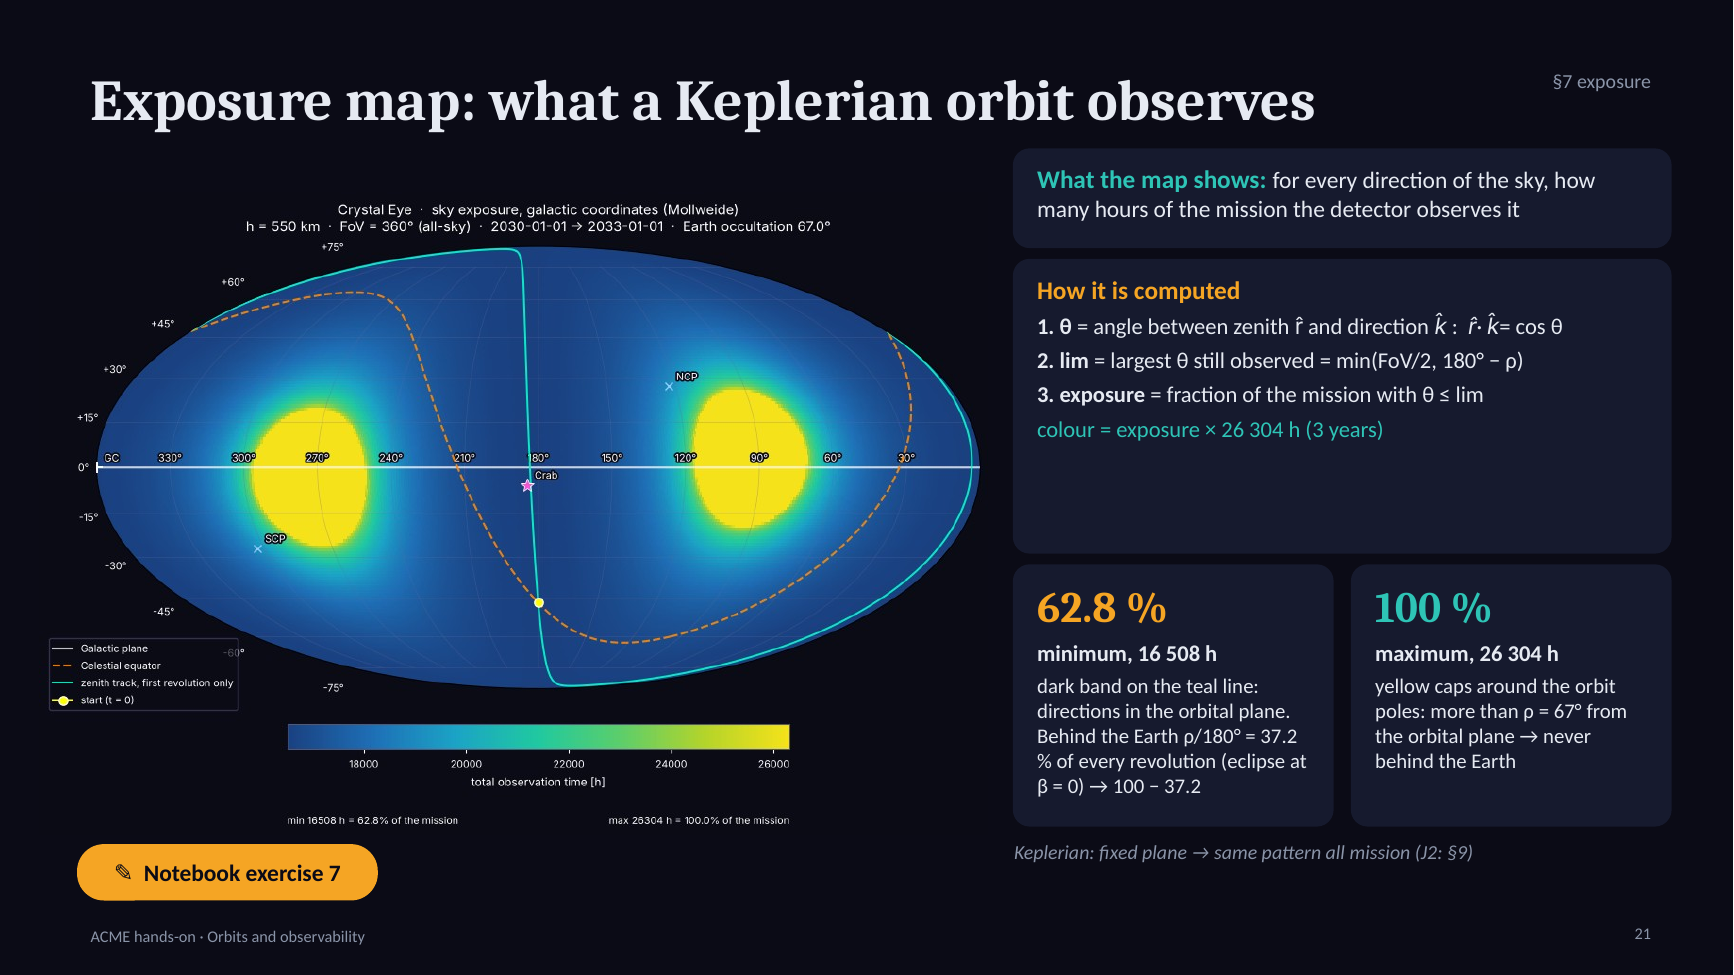 Exposure map: what a Keplerian orbit observes
§7 exposure
Crystal Eye · sky exposure, galactic coordinates (Mollweide)
h = 550 km · FoV = 360° (all-sky) · 2030-01-01 → 2033-01-01 · Earth occultation 67.0°
+75°
+60°
+45°
+30°
+15°
0°
-15°
-30°
-45°
-60°
-75°
GC 330° 300° 270° 240° 210° 180° 150° 120° 90° 60° 30°
NCP
Crab
SCP
Galactic plane
Celestial equator
zenith track, first revolution only
start (t = 0)
18000 20000 22000 24000 26000
total observation time [h]
min 16508 h = 62.8% of the mission
max 26304 h = 100.0% of the mission
✎ Notebook exercise 7
What the map shows: for every direction of the sky, how
many hours of the mission the detector observes it
How it is computed
1. θ = angle between zenith r̂ and direction k̂ : r̂· k̂= cos θ
2. lim = largest θ still observed = min(FoV/2, 180° − ρ)
3. exposure = fraction of the mission with θ ≤ lim
colour = exposure × 26 304 h (3 years)
62.8 %
minimum, 16 508 h
dark band on the teal line:
directions in the orbital plane.
Behind the Earth ρ/180° = 37.2
% of every revolution (eclipse at
β = 0) → 100 − 37.2
100 %
maximum, 26 304 h
yellow caps around the orbit
poles: more than ρ = 67° from
the orbital plane → never
behind the Earth
Keplerian: fixed plane → same pattern all mission (J2: §9)
ACME hands-on · Orbits and observability
21